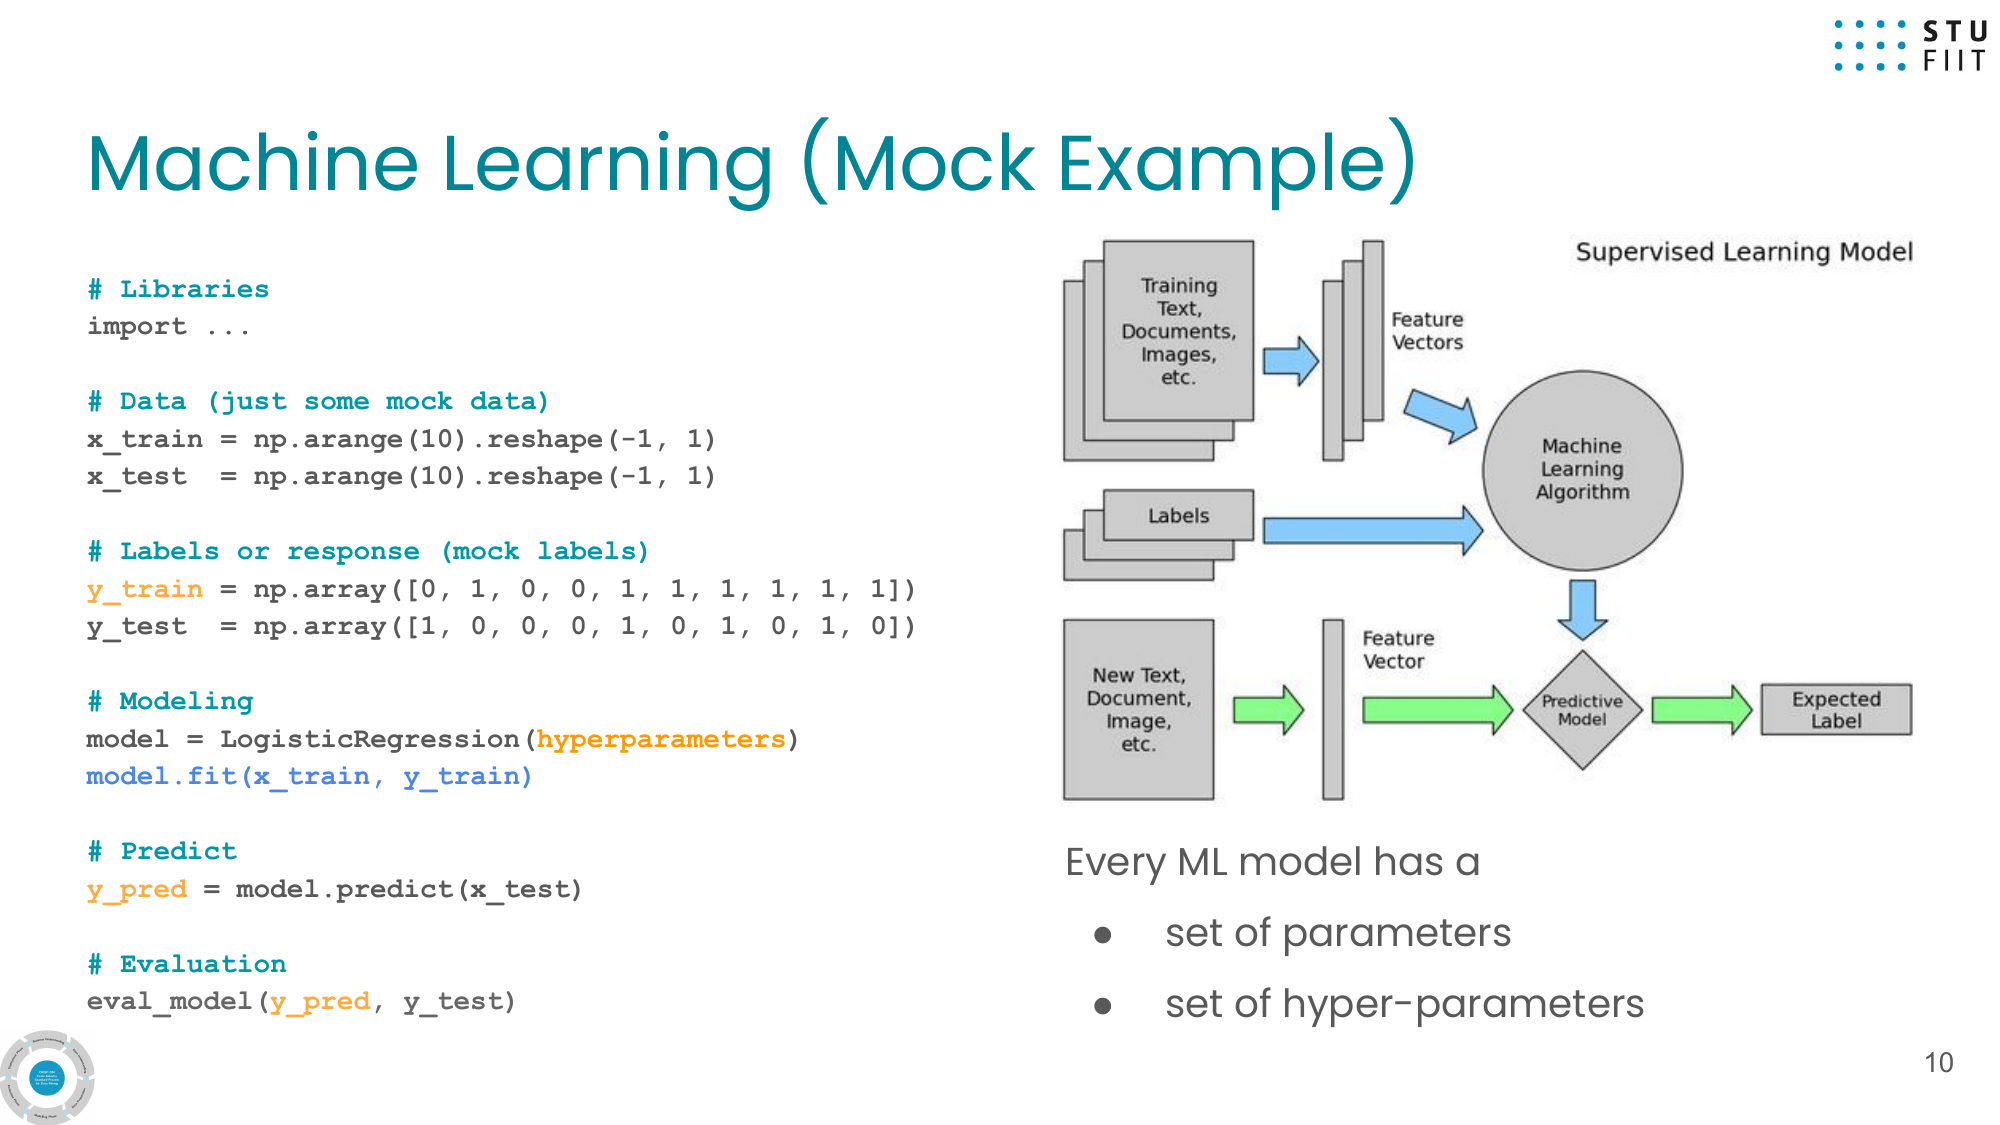 STU
FIIT
Machine Learning (Mock Example)
# Libraries
import ...
# Data (just some mock data)
x_train = np.arange(10).reshape(-1, 1)
x_test  = np.arange(10).reshape(-1, 1)
# Labels or response (mock labels)
y_train = np.array([0, 1, 0, 0, 1, 1, 1, 1, 1, 1])
y_test  = np.array([1, 0, 0, 0, 1, 0, 1, 0, 1, 0])
# Modeling
model = LogisticRegression(hyperparameters)
model.fit(x_train, y_train)
# Predict
y_pred = model.predict(x_test)
# Evaluation
eval_model(y_pred, y_test)
Supervised Learning Model
Training
Text,
Documents,
Images,
etc.
Feature
Vectors
Machine
Learning
Algorithm
Labels
New Text,
Document,
Image,
etc.
Feature
Vector
Predictive
Model
Expected
Label
Every ML model has a
● set of parameters
● set of hyper-parameters
10